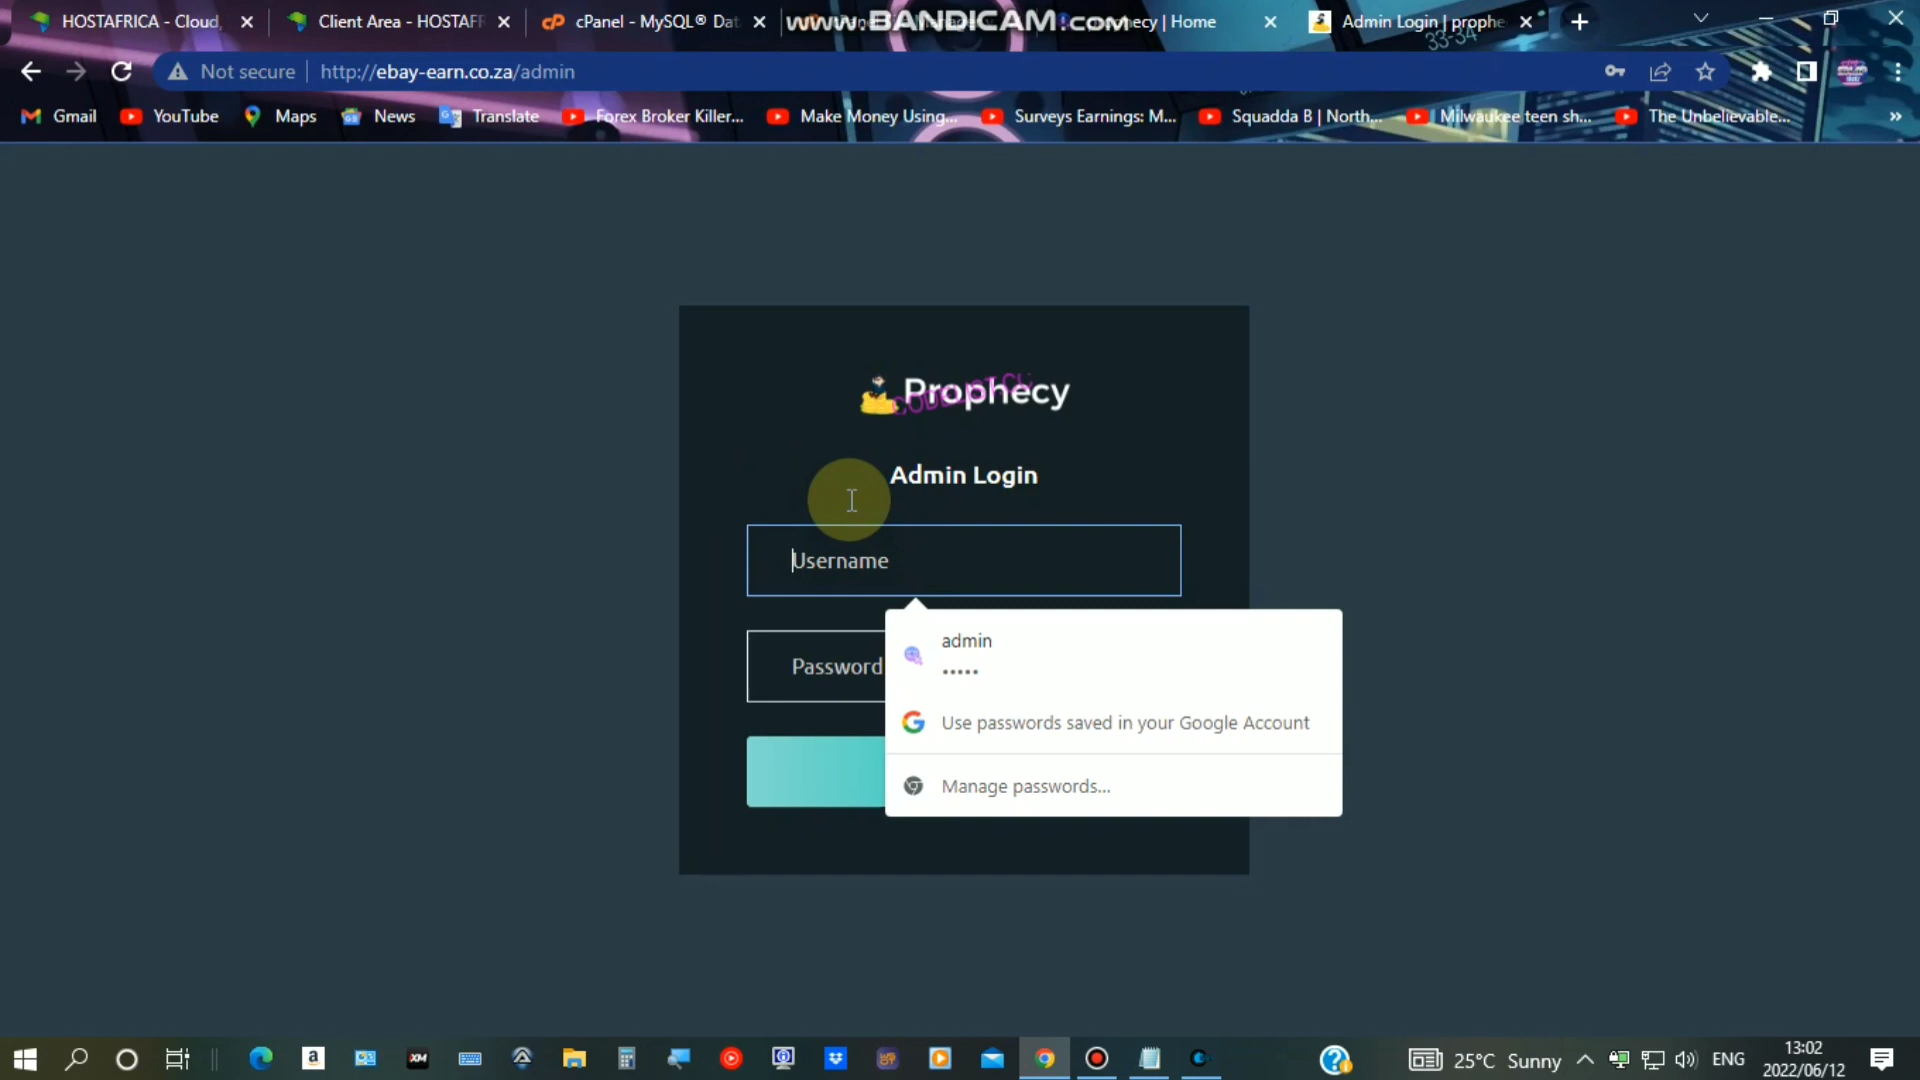 HOSTAFRICA - Cloud,
Client Area - HOSTAFR
cPanel - MySQL® Dat
www.BANDICAM.com
Home
Admin Login | prophe
33-34
Not secure
http://ebay-earn.co.za/admin
Gmail
YouTube
Maps
News
Translate
Forex Broker Killer...
Make Money Using...
Surveys Earnings: M...
Squadda B | North...
Milwaukee teen sh...
The Unbelievable...
»
Prophecy
Admin Login
Username
admin
•••••
Password
Use passwords saved in your Google Account
Manage passwords...
25°C Sunny
ENG
13:02
2022/06/12